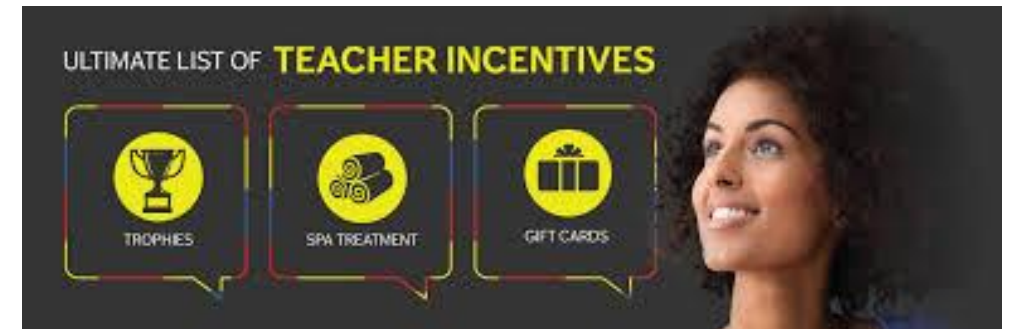 ULTIMATE LIST OF TEACHER INCENTIVES
TROPHIES
SPA TREATMENT
GIFT CARDS